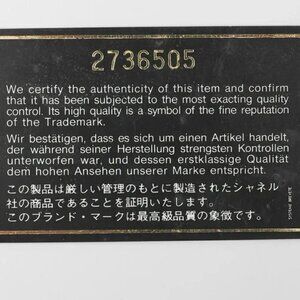 2736505
We certify the authenticity of this item and confirm
that it has been subjected to the most exacting quality
control. Its high quality is a symbol of the fine reputation
of the Trademark.
Wir bestätigen, dass es sich um einen Artikel handelt,
der während seiner Herstellung strengsten Kontrollen
unterworfen war, und dessen erstklassige Qualität
dem hohen Ansehen unserer Marke entspricht.
この製品は厳しい管理のもとに製造されたシャネル
社の商品であることを証明いたします。
このブランド・マークは最高級品質の象徴です。